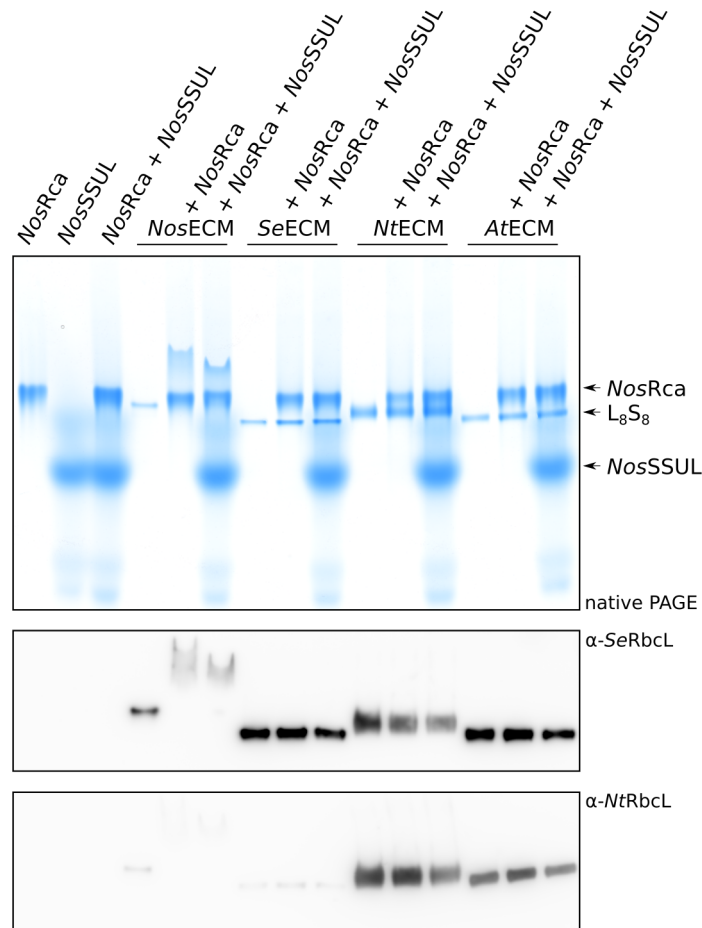 NosRca
NosSSUL
NosRca + NosSSUL
+ NosRca
+ NosRca + NosSSUL
+ NosRca
+ NosRca + NosSSUL
+ NosRca
+ NosRca + NosSSUL
+ NosRca
+ NosRca + NosSSUL
NosECM
SeECM
NtECM
AtECM
NosRca
L₈S₈
NosSSUL
native PAGE
α-SeRbcL
α-NtRbcL